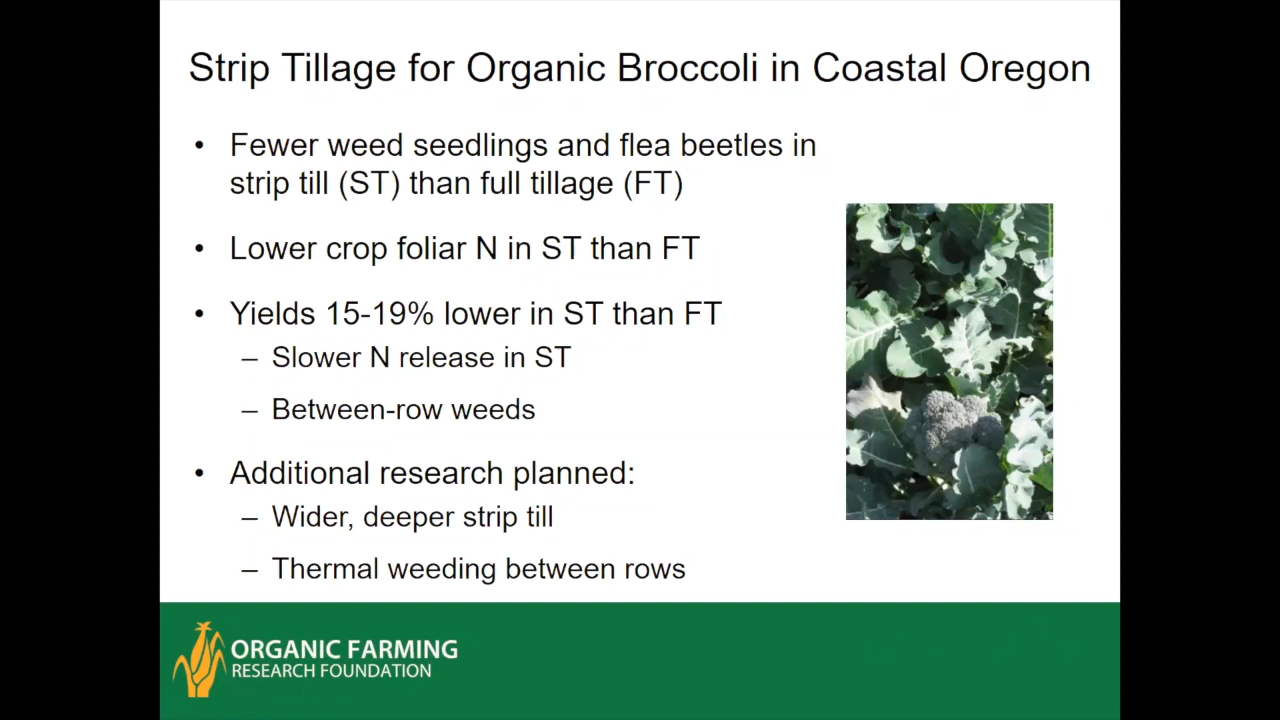 Strip Tillage for Organic Broccoli in Coastal Oregon
• Fewer weed seedlings and flea beetles in
strip till (ST) than full tillage (FT)
• Lower crop foliar N in ST than FT
• Yields 15-19% lower in ST than FT
– Slower N release in ST
– Between-row weeds
• Additional research planned:
– Wider, deeper strip till
– Thermal weeding between rows
ORGANIC FARMING
RESEARCH FOUNDATION